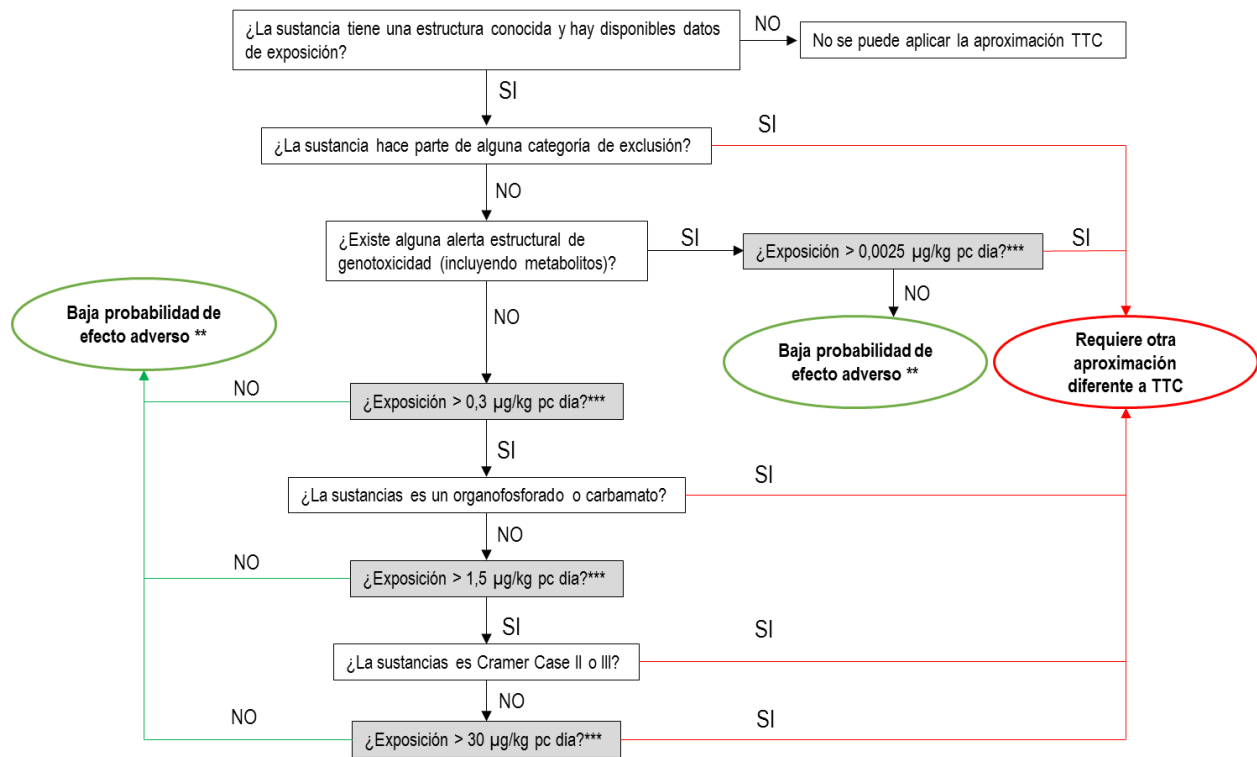 ¿La sustancia tiene una estructura conocida y hay disponibles datos
de exposición?
NO
No se puede aplicar la aproximación TTC
SI
¿La sustancia hace parte de alguna categoría de exclusión?
SI
NO
¿Existe alguna alerta estructural de
genotoxicidad (incluyendo metabolitos)?
SI
¿Exposición > 0,0025 µg/kg pc día?***
SI
NO
NO
Baja probabilidad de
efecto adverso **
Baja probabilidad de
efecto adverso **
Requiere otra
aproximación
diferente a TTC
NO
¿Exposición > 0,3 µg/kg pc día?***
SI
¿La sustancias es un organofosforado o carbamato?
SI
NO
NO
¿Exposición > 1,5 µg/kg pc día?***
SI
SI
¿La sustancias es Cramer Case II o III?
NO
NO
¿Exposición > 30 µg/kg pc día?***
SI